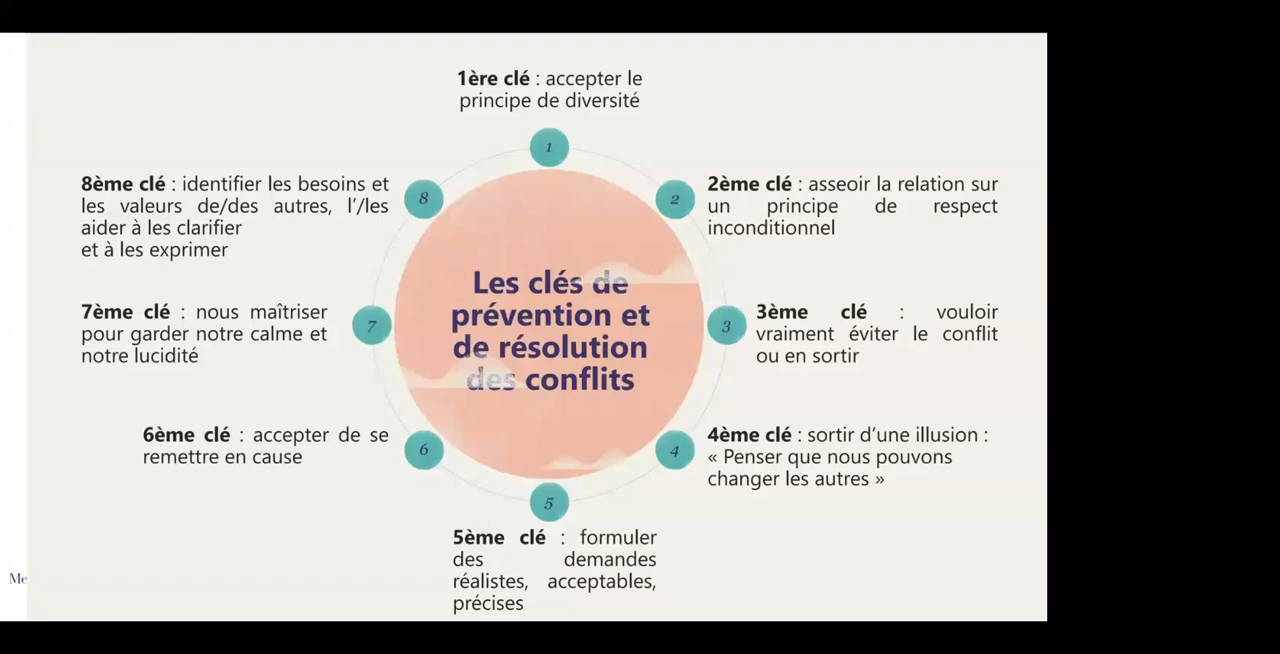 1ère clé : accepter le
principe de diversité
1
2ème clé : asseoir la relation sur
un principe de respect
inconditionnel
2
3ème clé : vouloir
vraiment éviter le conflit
ou en sortir
3
4ème clé : sortir d’une illusion :
« Penser que nous pouvons
changer les autres »
4
5
5ème clé : formuler
des demandes
réalistes, acceptables,
précises
6ème clé : accepter de se
remettre en cause
6
7ème clé : nous maîtriser
pour garder notre calme et
notre lucidité
7
8ème clé : identifier les besoins et
les valeurs de/des autres, l’/les
aider à les clarifier
et à les exprimer
8
Les clés de
prévention et
de résolution
des conflits